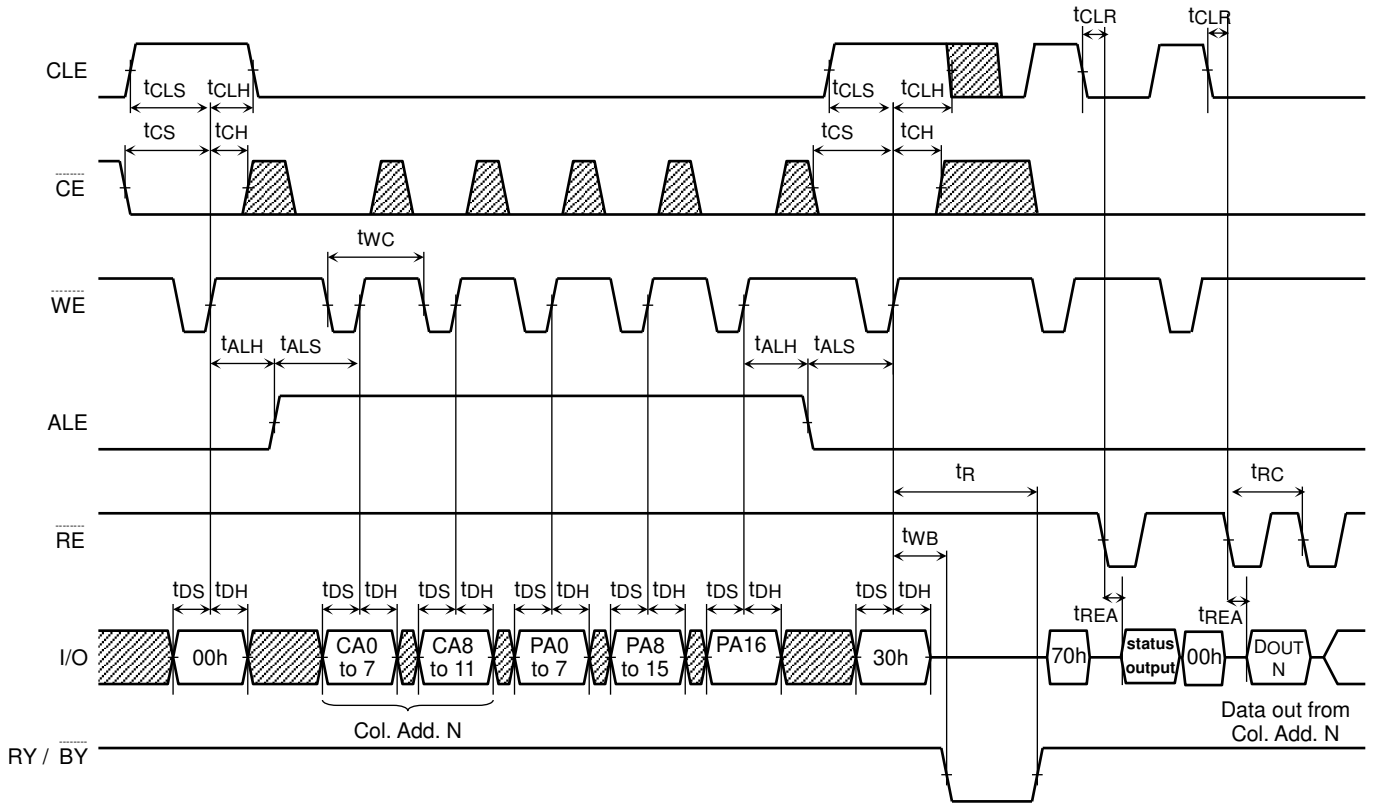 tCLR tCLR
CLE
tCLS tCLH tCLS tCLH
tCS tCH tCS tCH
CE
tWC
WE
tALH tALS tALH tALS
ALE
tR tRC
RE
tWB
tDS tDH tDS tDH tDS tDH tDS tDH tDS tDH tDS tDH tDS tDH
tREA tREA
I/O
00h
CA0
to 7
CA8
to 11
PA0
to 7
PA8
to 15
PA16
30h
70h
status
output
00h
DOUT
N
Col. Add. N
Data out from
Col. Add. N
RY / BY